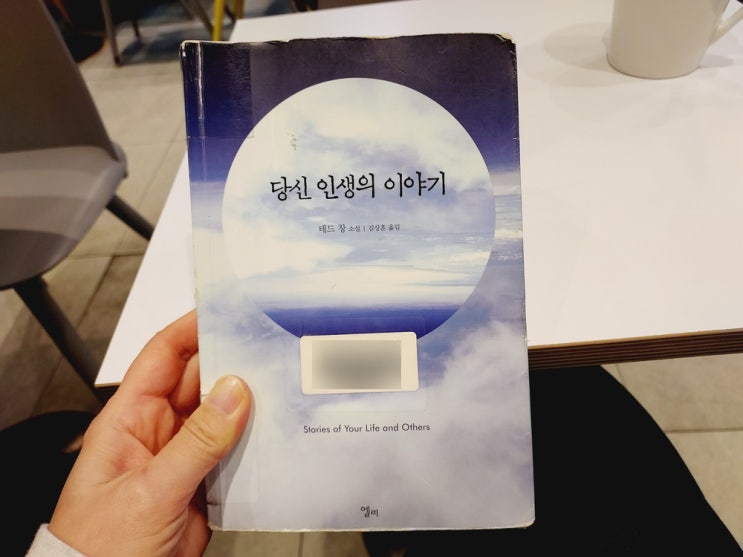 당신 인생의 이야기
테드 창 소설 | 김상훈 옮김
Stories of Your Life and Others
엘리